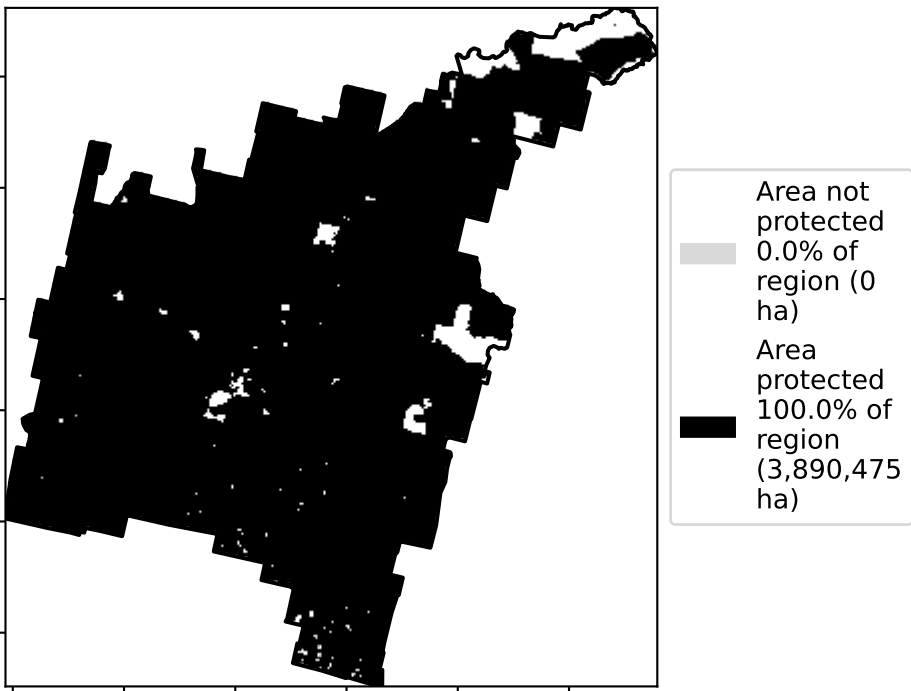 Area not
protected
0.0% of
region (0
ha)
Area
protected
100.0% of
region
(3,890,475
ha)